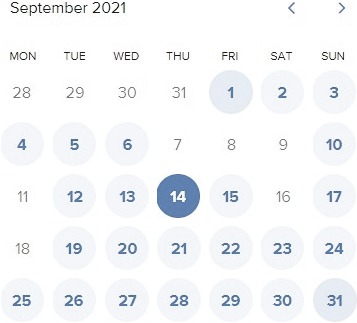 September 2021
MON TUE WED THU FRI SAT SUN
28 29 30 31 1 2 3
4 5 6 7 8 9 10
11 12 13 14 15 16 17
18 19 20 21 22 23 24
25 26 27 28 29 30 31